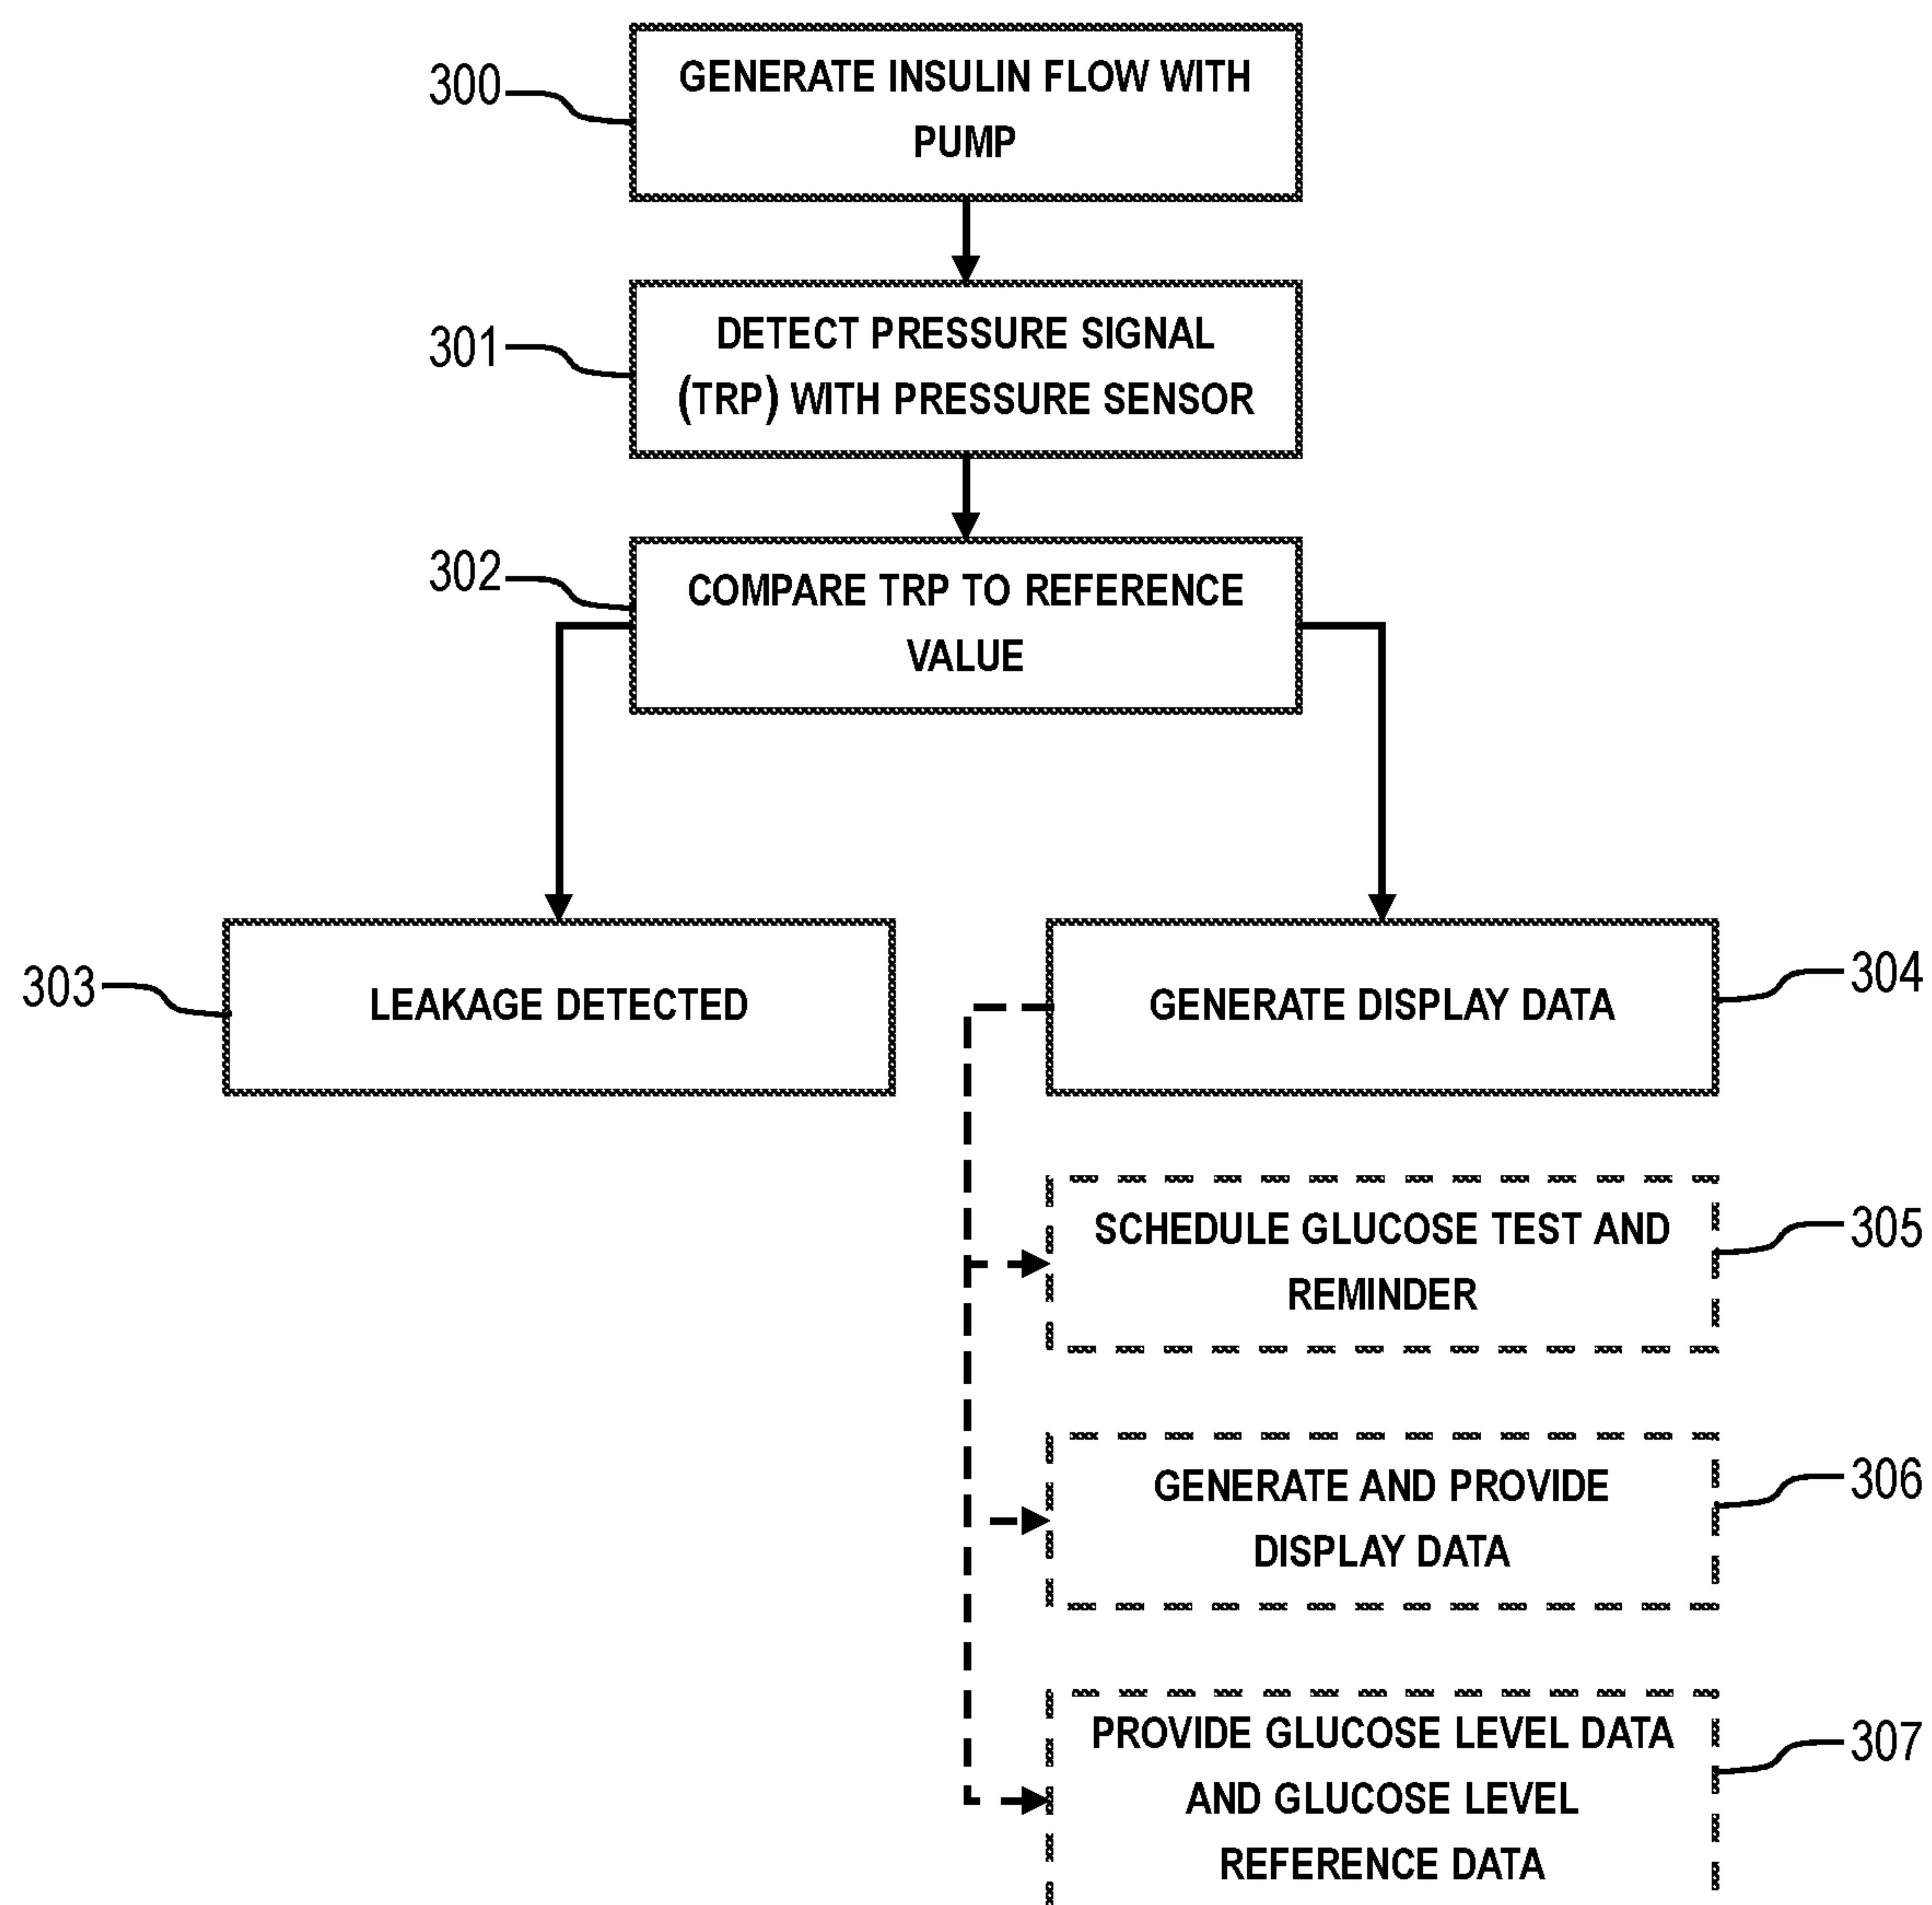 300
GENERATE INSULIN FLOW WITH
PUMP
301
DETECT PRESSURE SIGNAL
(TRP) WITH PRESSURE SENSOR
302
COMPARE TRP TO REFERENCE
VALUE
303
LEAKAGE DETECTED
GENERATE DISPLAY DATA
304
SCHEDULE GLUCOSE TEST AND
REMINDER
305
GENERATE AND PROVIDE
DISPLAY DATA
306
PROVIDE GLUCOSE LEVEL DATA
AND GLUCOSE LEVEL
REFERENCE DATA
307